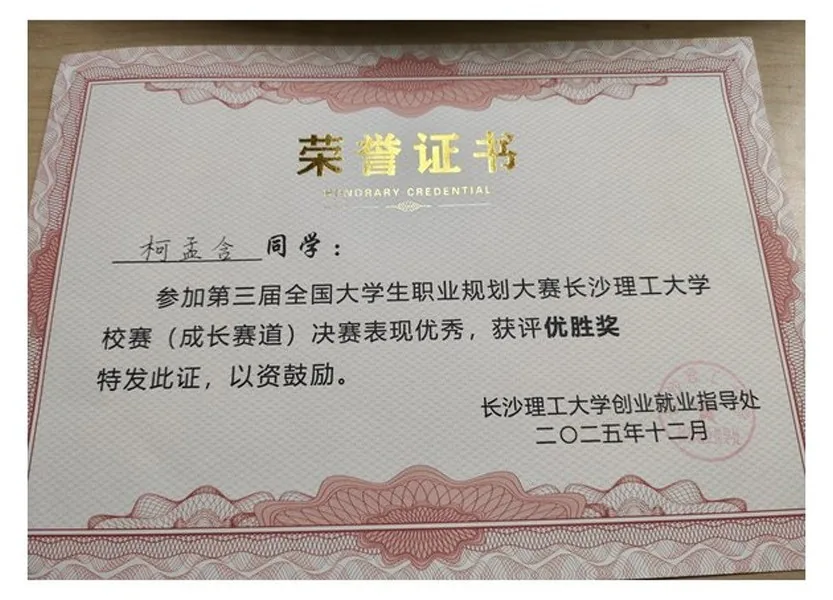 荣誉证书
HONORARY CREDENTIAL
柯孟含 同学：
参加第三届全国大学生职业规划大赛长沙理工大学
校赛（成长赛道）决赛表现优秀，获评优胜奖
特发此证，以资鼓励。
长沙理工大学创业就业指导处
二〇二五年十二月